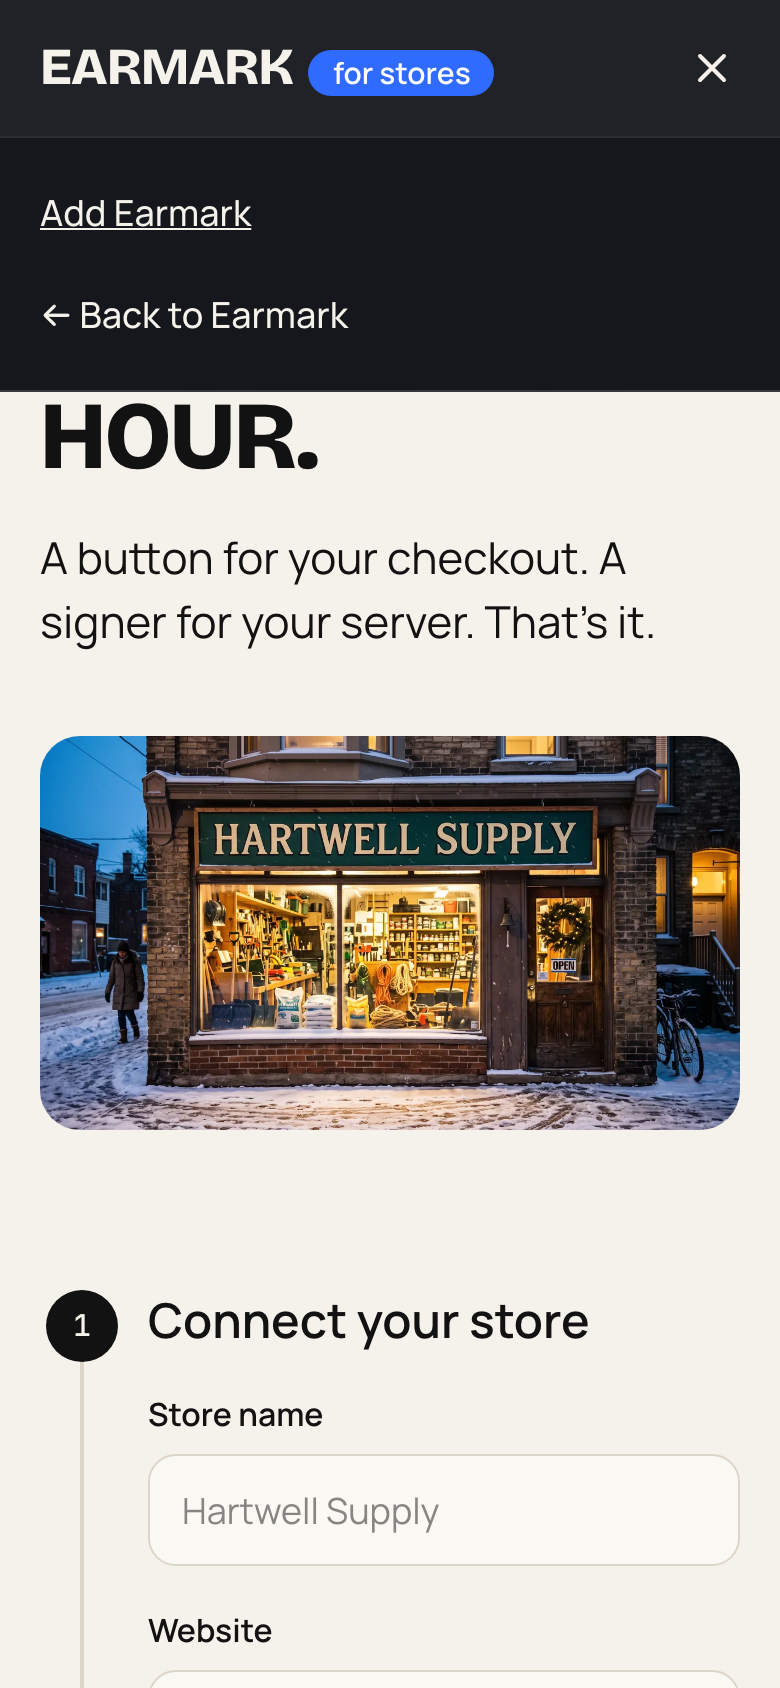 EARMARK for stores
Add Earmark
← Back to Earmark
HOUR.
A button for your checkout. A
signer for your server. That’s it.
HARTWELL SUPPLY
OPEN
1 Connect your store
Store name
Hartwell Supply
Website